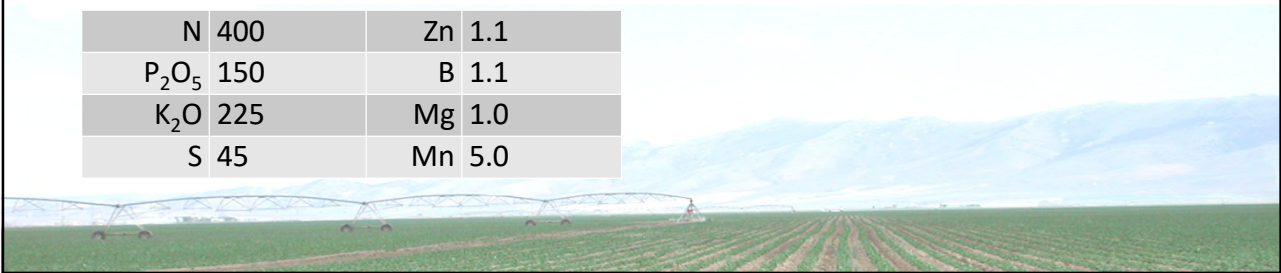 N 400 Zn 1.1
P₂O₅ 150 B 1.1
K₂O 225 Mg 1.0
S 45 Mn 5.0